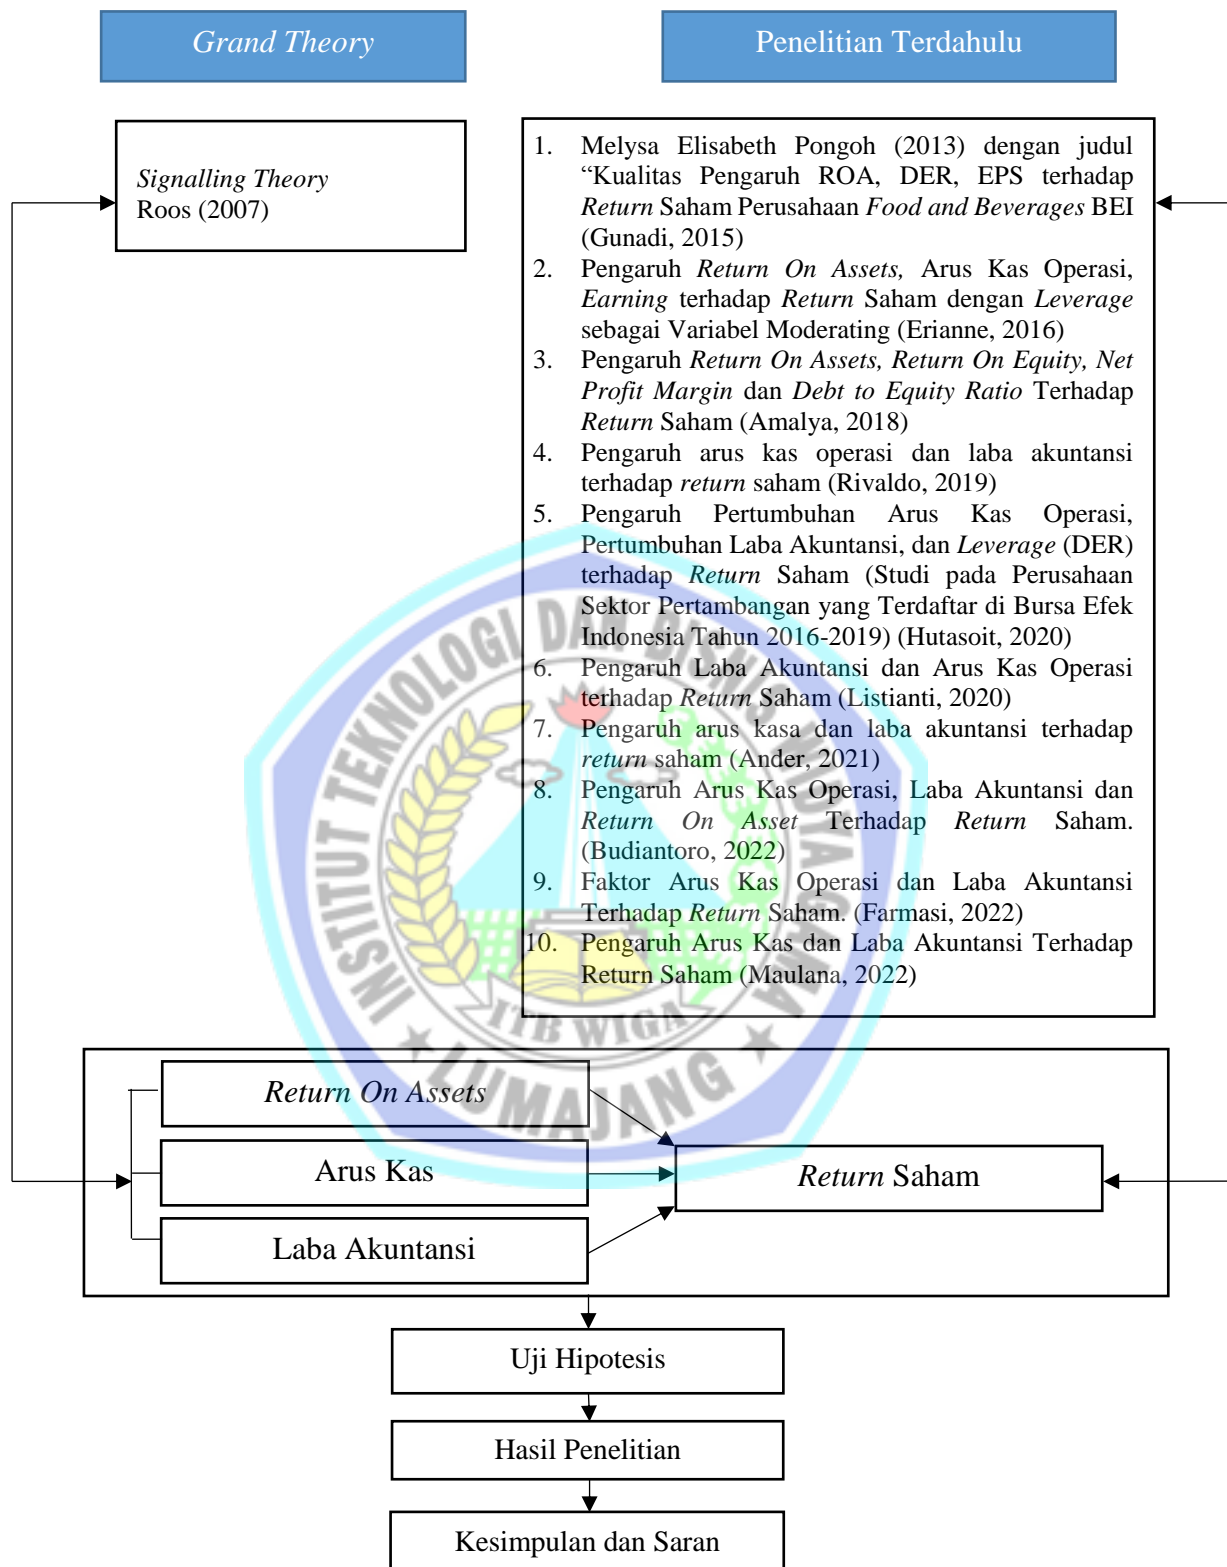 Grand Theory
Penelitian Terdahulu
Signalling Theory
Roos (2007)
1. Melysa Elisabeth Pongoh (2013) dengan judul
“Kualitas Pengaruh ROA, DER, EPS terhadap
Return Saham Perusahaan Food and Beverages BEI
(Gunadi, 2015)
2. Pengaruh Return On Assets, Arus Kas Operasi,
Earning terhadap Return Saham dengan Leverage
sebagai Variabel Moderating (Erianne, 2016)
3. Pengaruh Return On Assets, Return On Equity, Net
Profit Margin dan Debt to Equity Ratio Terhadap
Return Saham (Amalya, 2018)
4. Pengaruh arus kas operasi dan laba akuntansi
terhadap return saham (Rivaldo, 2019)
5. Pengaruh Pertumbuhan Arus Kas Operasi,
Pertumbuhan Laba Akuntansi, dan Leverage (DER)
terhadap Return Saham (Studi pada Perusahaan
Sektor Pertambangan yang Terdaftar di Bursa Efek
Indonesia Tahun 2016-2019) (Hutasoit, 2020)
6. Pengaruh Laba Akuntansi dan Arus Kas Operasi
terhadap Return Saham (Listianti, 2020)
7. Pengaruh arus kasa dan laba akuntansi terhadap
return saham (Ander, 2021)
8. Pengaruh Arus Kas Operasi, Laba Akuntansi dan
Return On Asset Terhadap Return Saham.
(Budiantoro, 2022)
9. Faktor Arus Kas Operasi dan Laba Akuntansi
Terhadap Return Saham. (Farmasi, 2022)
10. Pengaruh Arus Kas dan Laba Akuntansi Terhadap
Return Saham (Maulana, 2022)
INSTITUT TEKNOLOGI DAN BISNIS WIDYA GAMA
ITB WIGA
LUMAJANG
Return On Assets
Arus Kas
Return Saham
Laba Akuntansi
Uji Hipotesis
Hasil Penelitian
Kesimpulan dan Saran